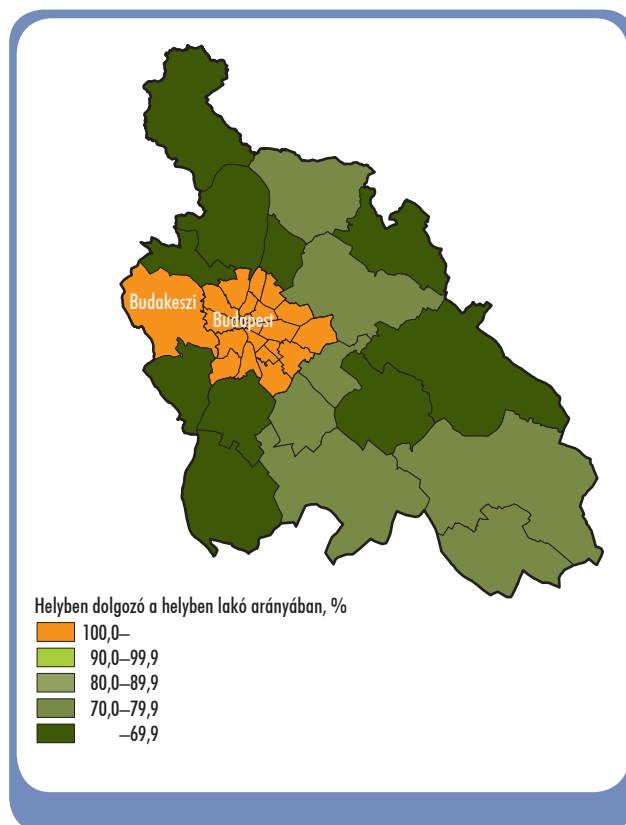 Budakeszi
Budapest
Helyben dolgozó a helyben lakó arányában, %
100,0–
90,0–99,9
80,0–89,9
70,0–79,9
–69,9